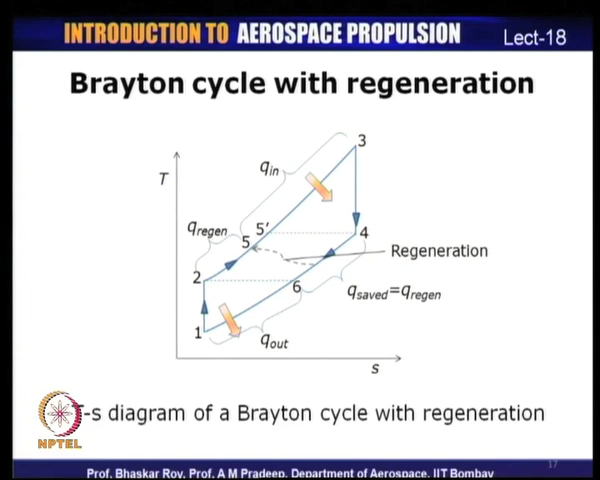 INTRODUCTION TO AEROSPACE PROPULSION
Lect-18
Brayton cycle with regeneration
T
3
qin
qregen
5'
5
4
Regeneration
2
6
qsaved=qregen
1
qout
s
T-s diagram of a Brayton cycle with regeneration
NPTEL
17
Prof. Bhaskar Roy, Prof. A M Pradeep, Department of Aerospace, IIT Bombay